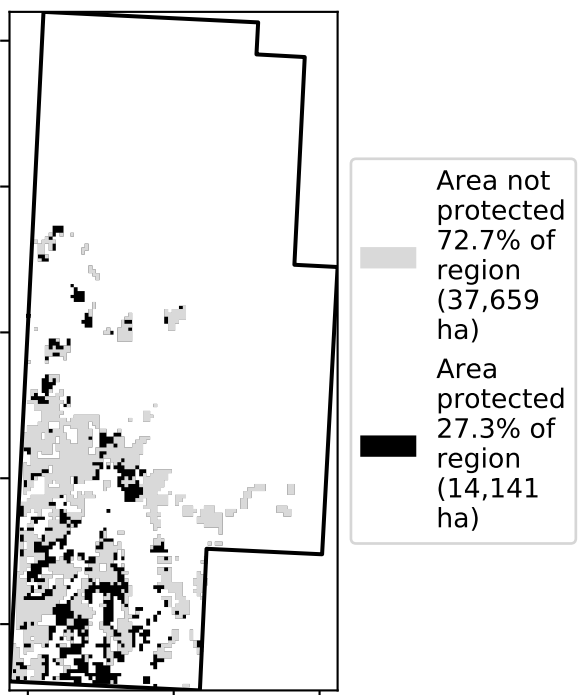 Area not
protected
72.7% of
region
(37,659
ha)
Area
protected
27.3% of
region
(14,141
ha)